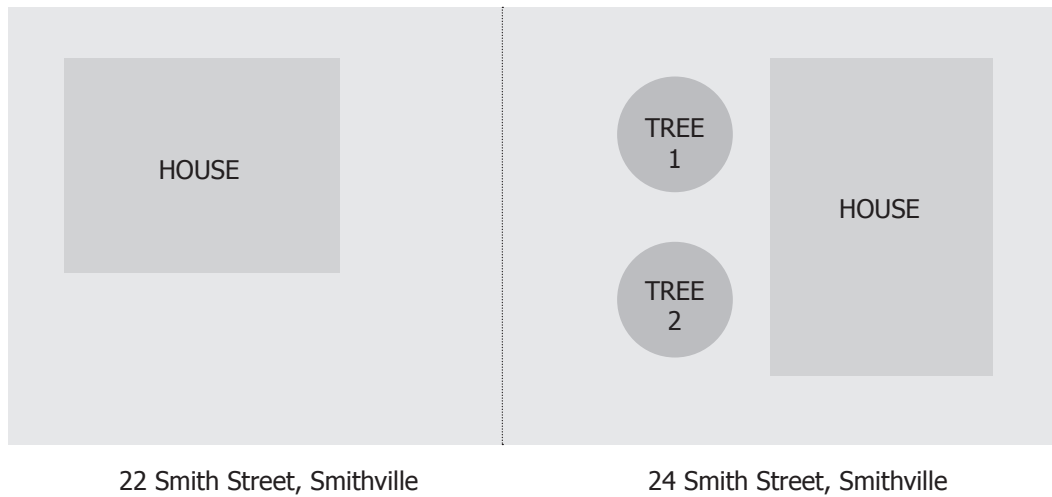 HOUSE
TREE
1
HOUSE
TREE
2
22 Smith Street, Smithville
24 Smith Street, Smithville